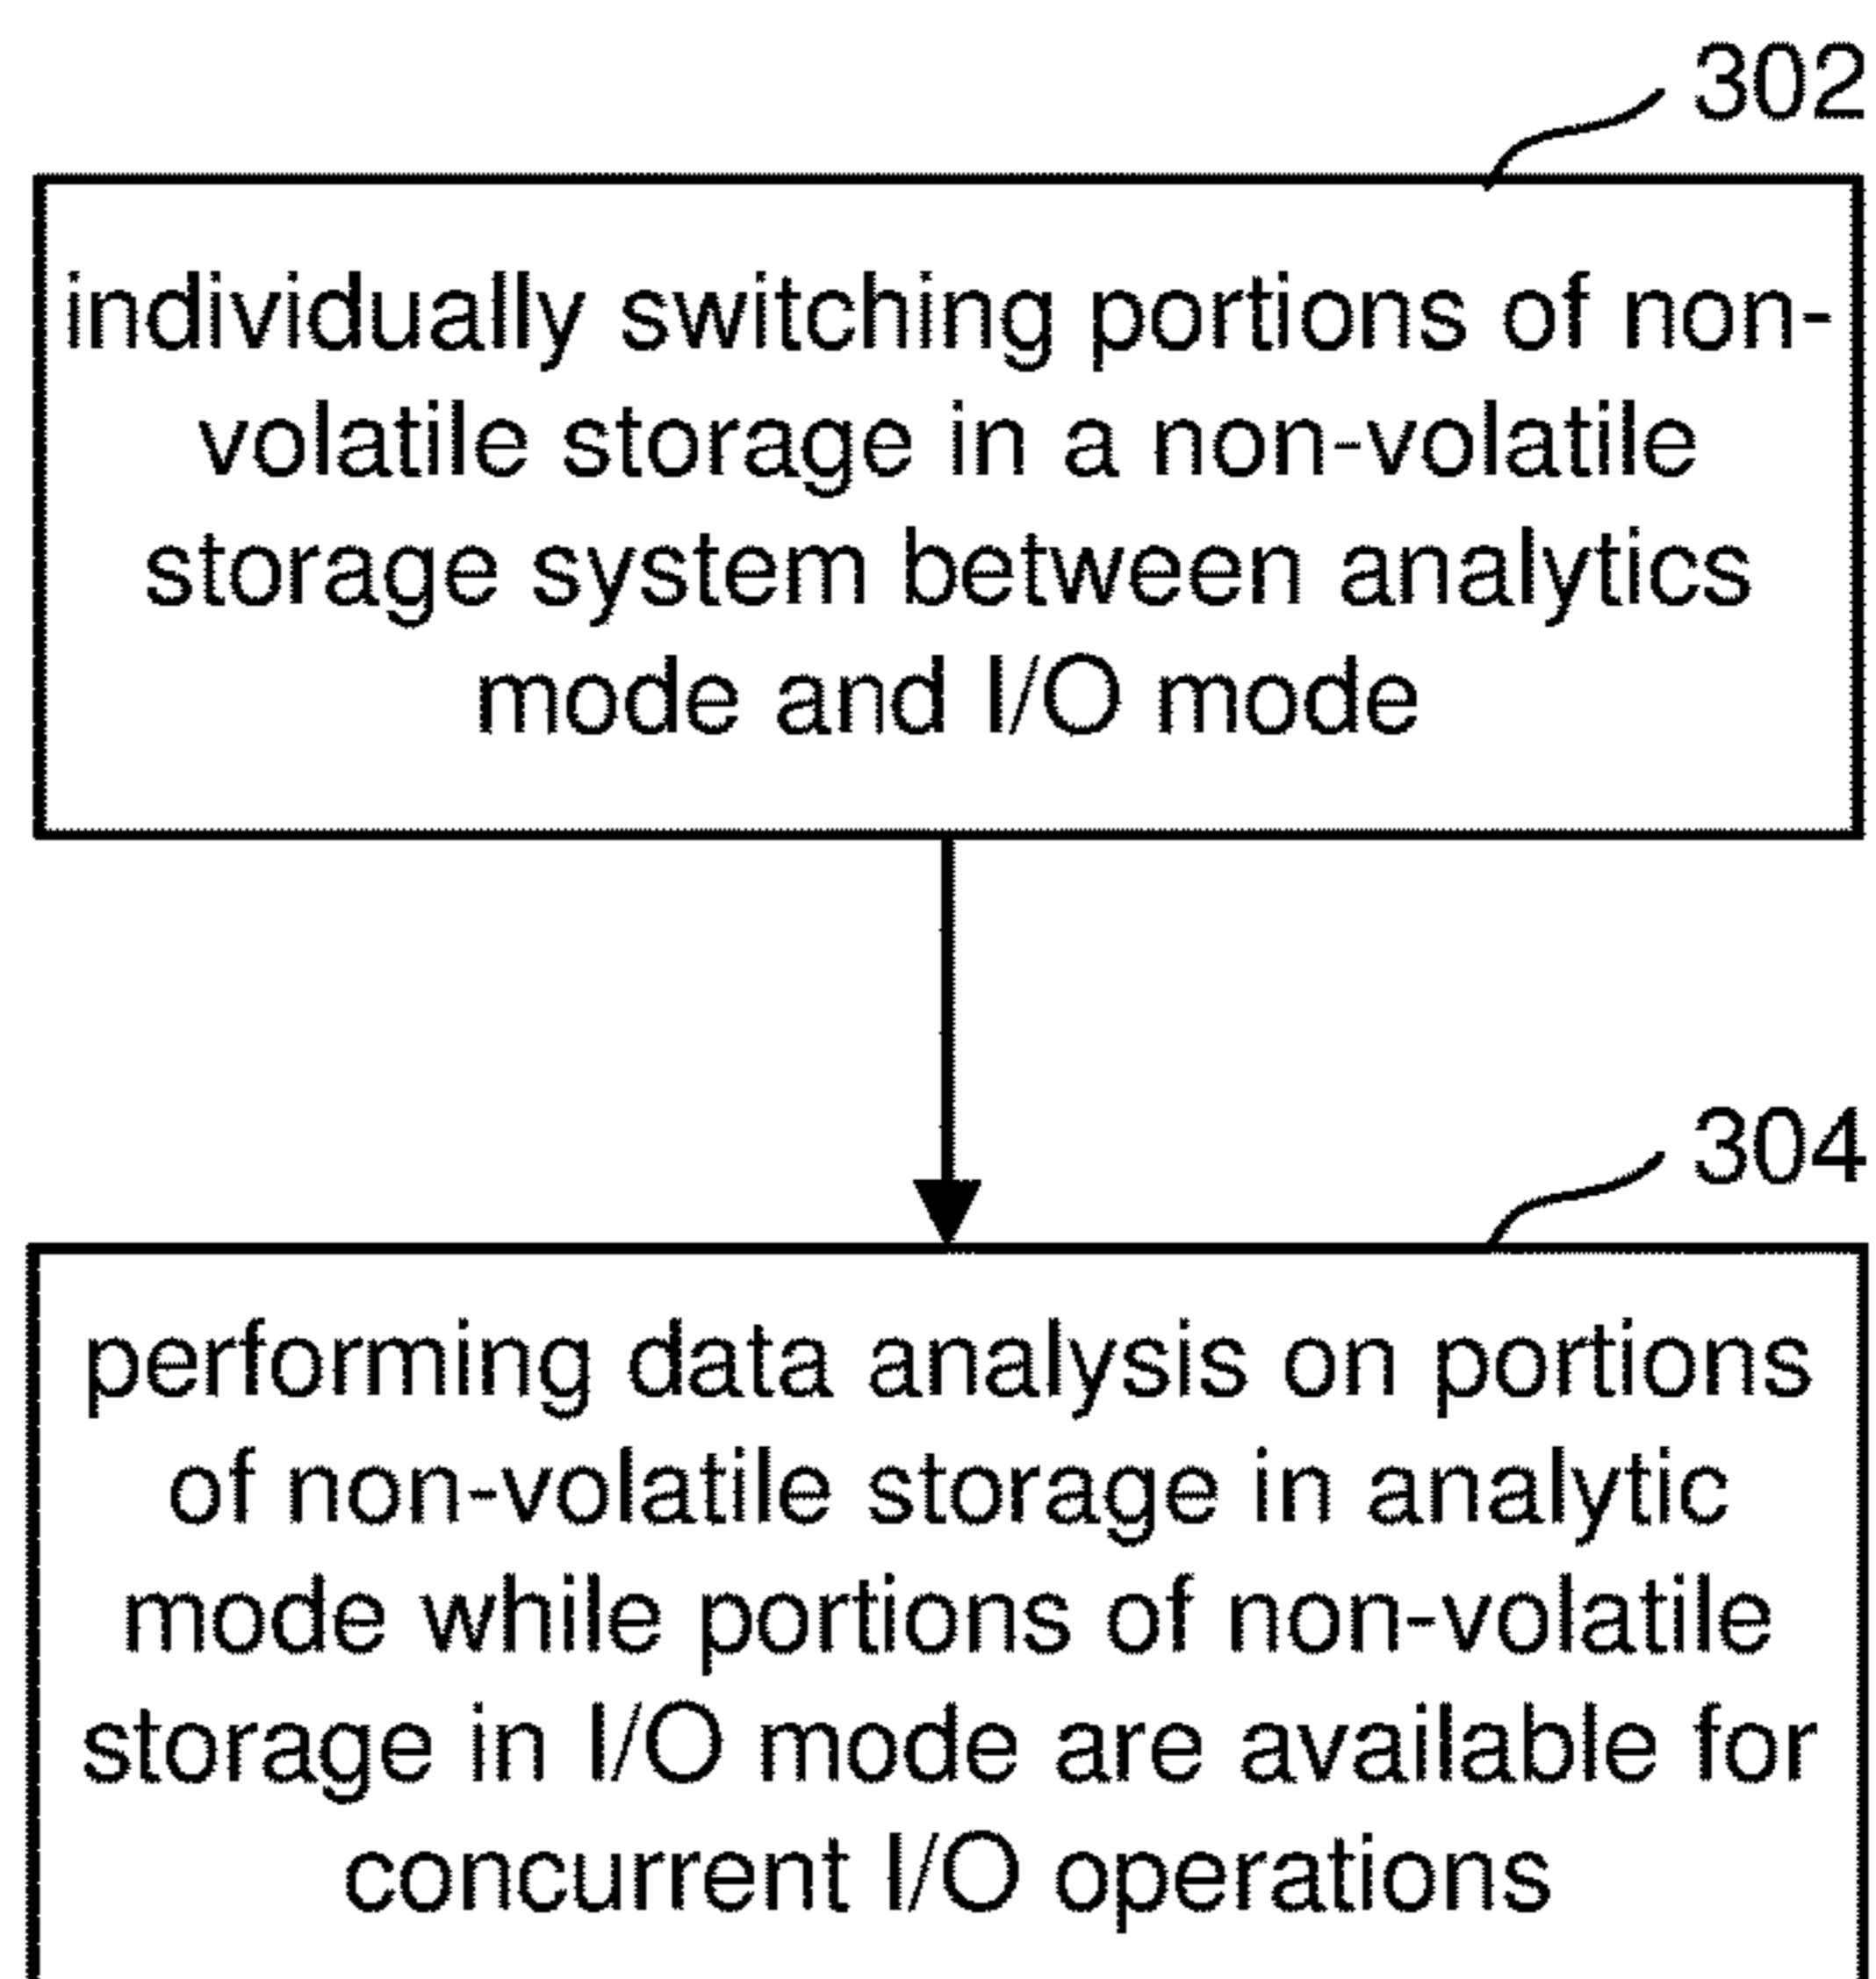 302
individually switching portions of non-
volatile storage in a non-volatile
storage system between analytics
mode and I/O mode
304
performing data analysis on portions
of non-volatile storage in analytic
mode while portions of non-volatile
storage in I/O mode are available for
concurrent I/O operations